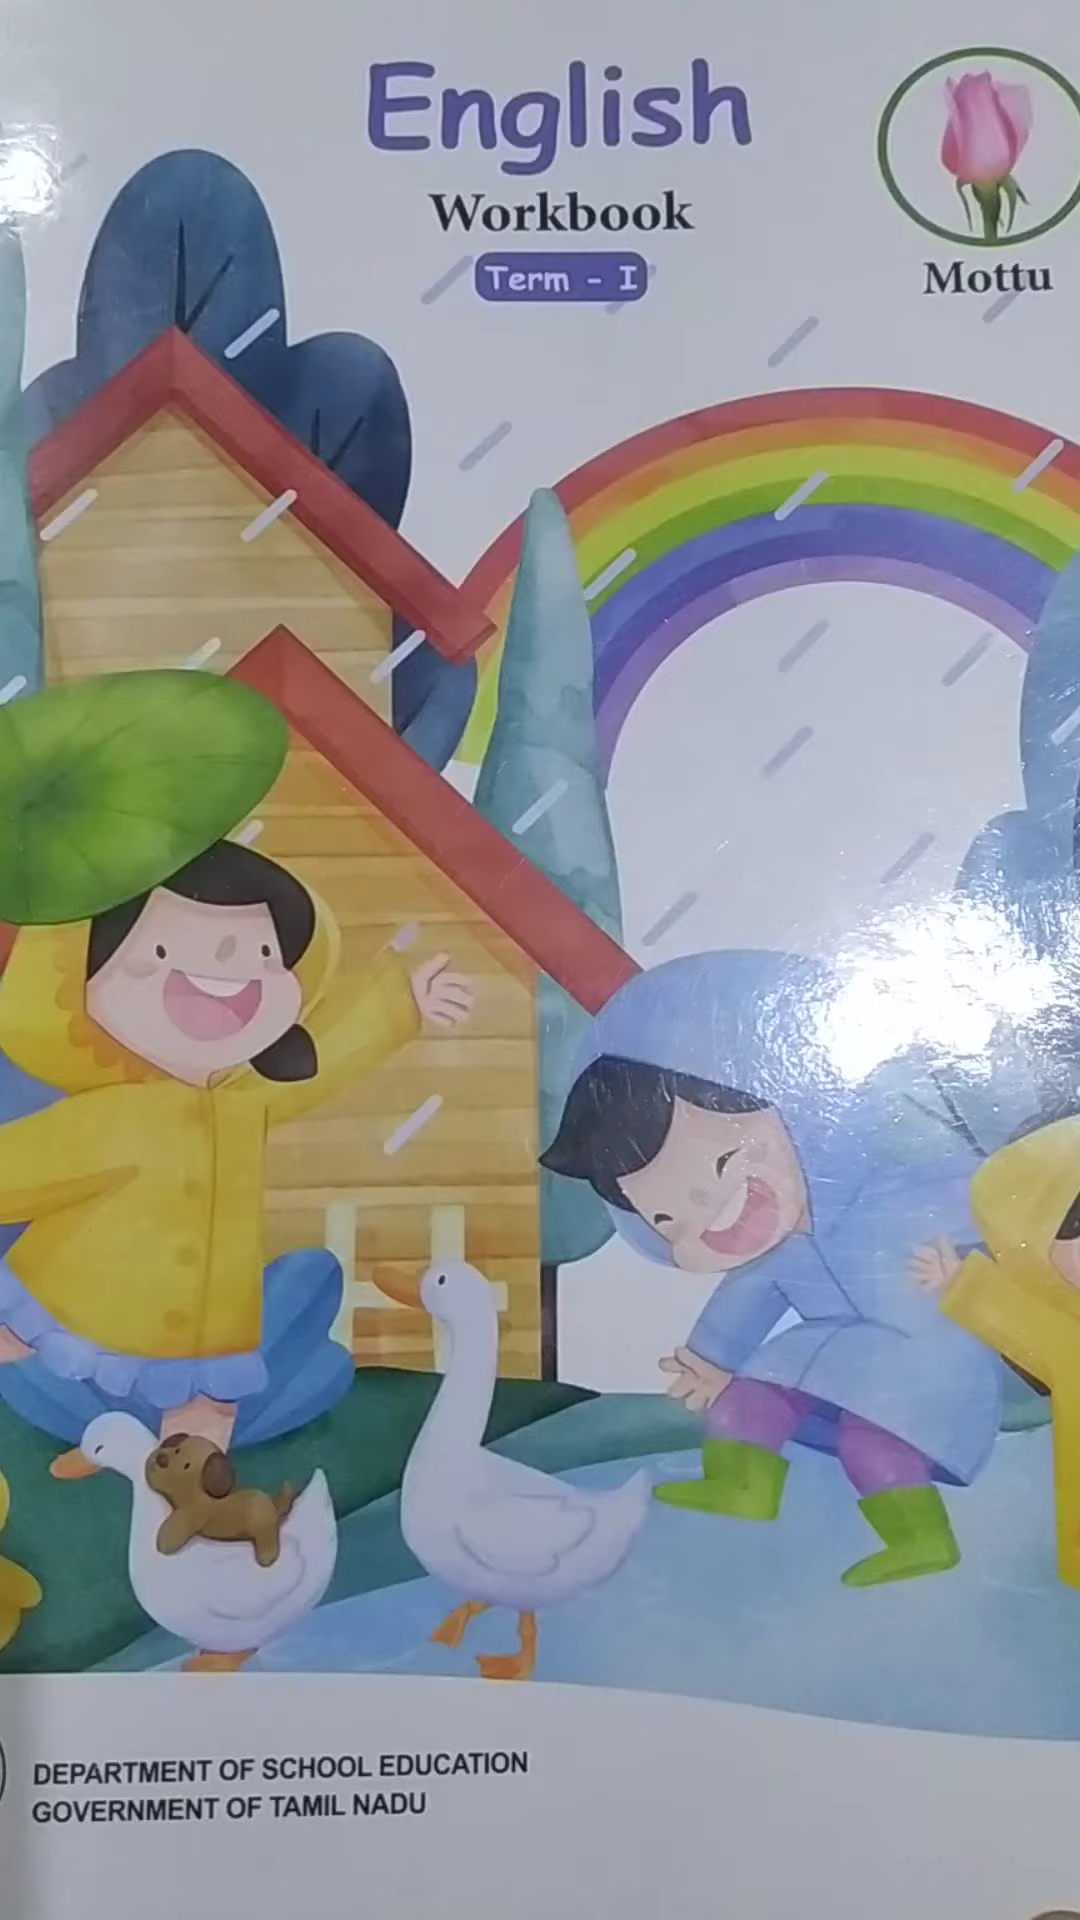 English
Workbook
Term - I
Mottu
DEPARTMENT OF SCHOOL EDUCATION
GOVERNMENT OF TAMIL NADU